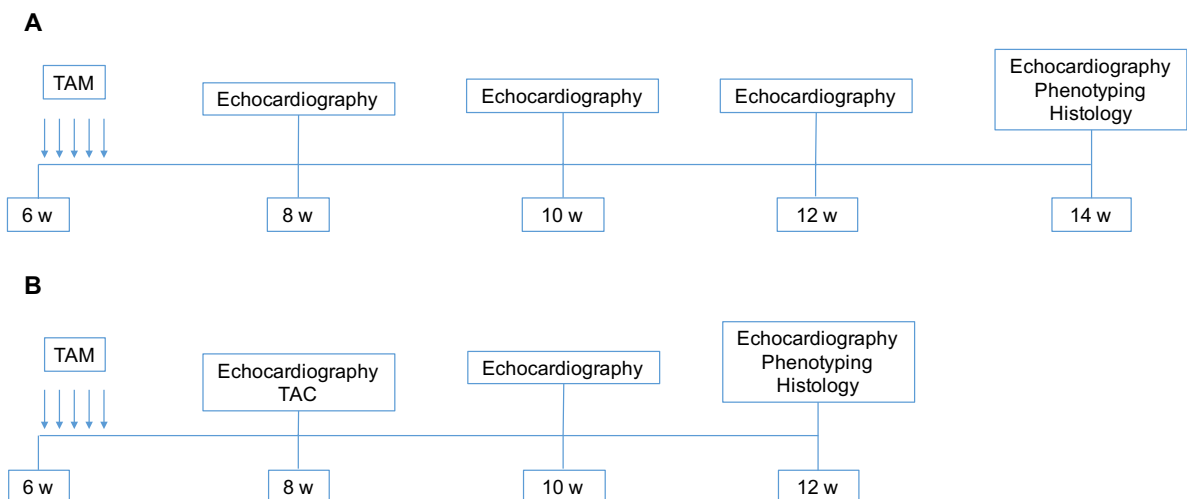 A
TAM
Echocardiography
Echocardiography
Echocardiography
Echocardiography
Phenotyping
Histology
6 w
8 w
10 w
12 w
14 w
B
TAM
Echocardiography
TAC
Echocardiography
Echocardiography
Phenotyping
Histology
6 w
8 w
10 w
12 w